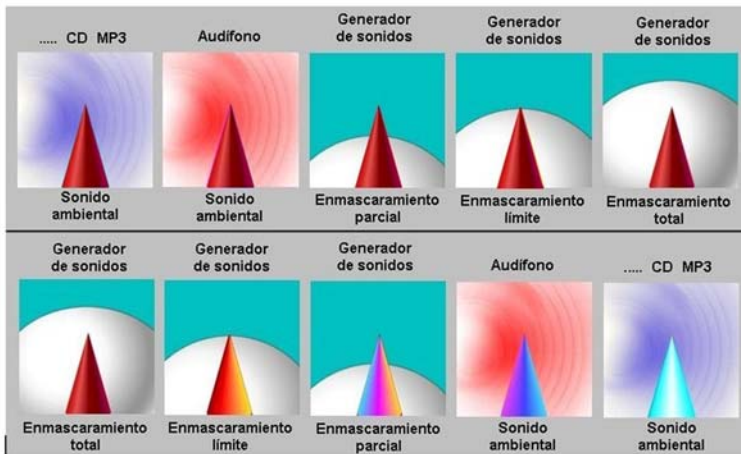 ..... CD MP3
Audífono
Generador
de sonidos
Generador
de sonidos
Generador
de sonidos
Sonido
ambiental
Sonido
ambiental
Enmascaramiento
parcial
Enmascaramiento
límite
Enmascaramiento
total
Generador
de sonidos
Generador
de sonidos
Generador
de sonidos
Audífono
..... CD MP3
Enmascaramiento
total
Enmascaramiento
límite
Enmascaramiento
parcial
Sonido
ambiental
Sonido
ambiental